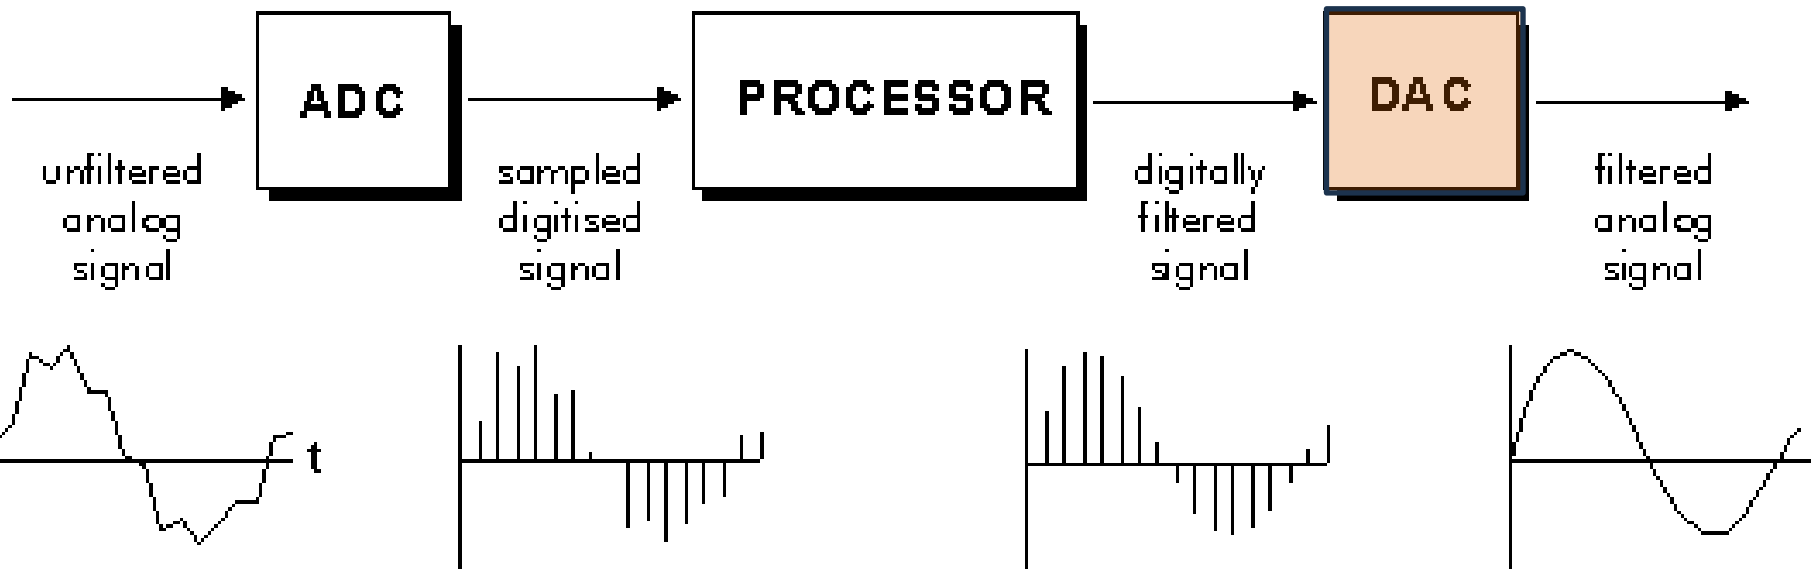 ADC
PROCESSOR
DAC
unfiltered
analog
signal
sampled
digitised
signal
digitally
filtered
signal
filtered
analog
signal
t